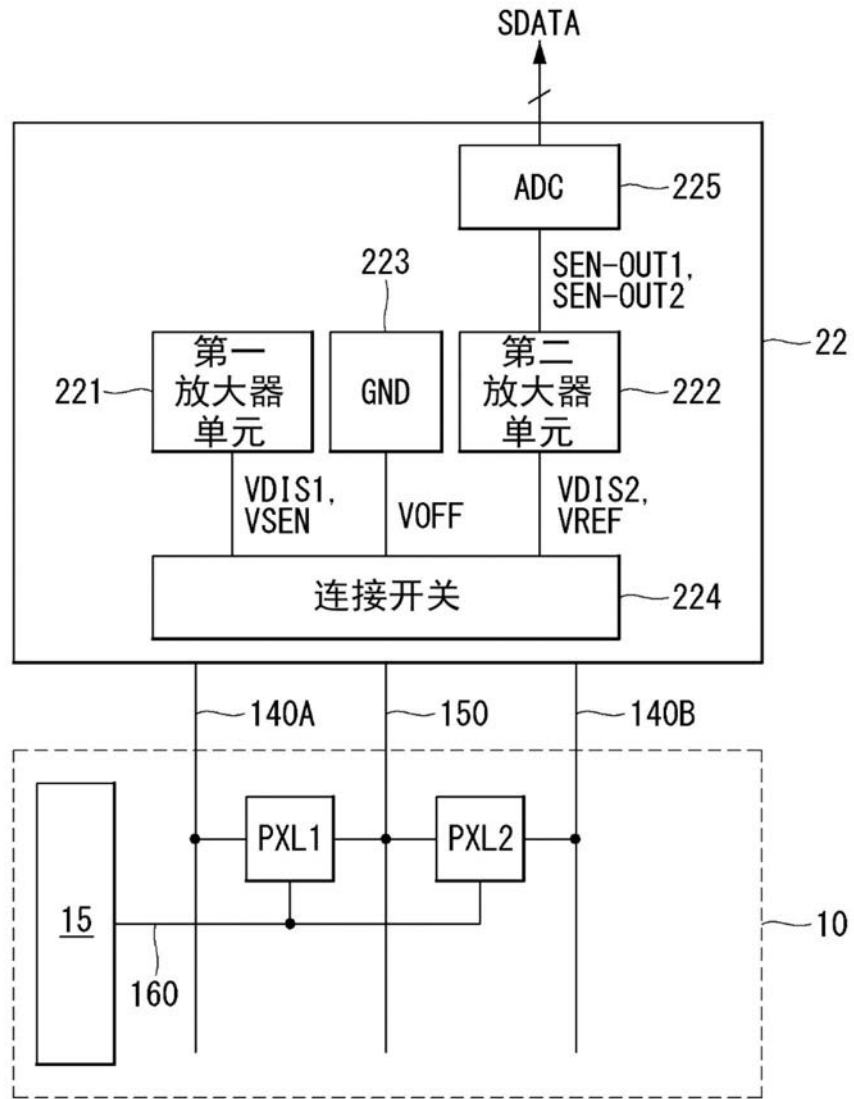 SDATA
ADC
225
SEN-OUT1,
SEN-OUT2
223
22
221
第一
放大器
单元
GND
第二
放大器
单元
222
VDIS1,
VSEN
VOFF
VDIS2,
VREF
连接开关
224
140A
150
140B
PXL1
PXL2
15
10
160